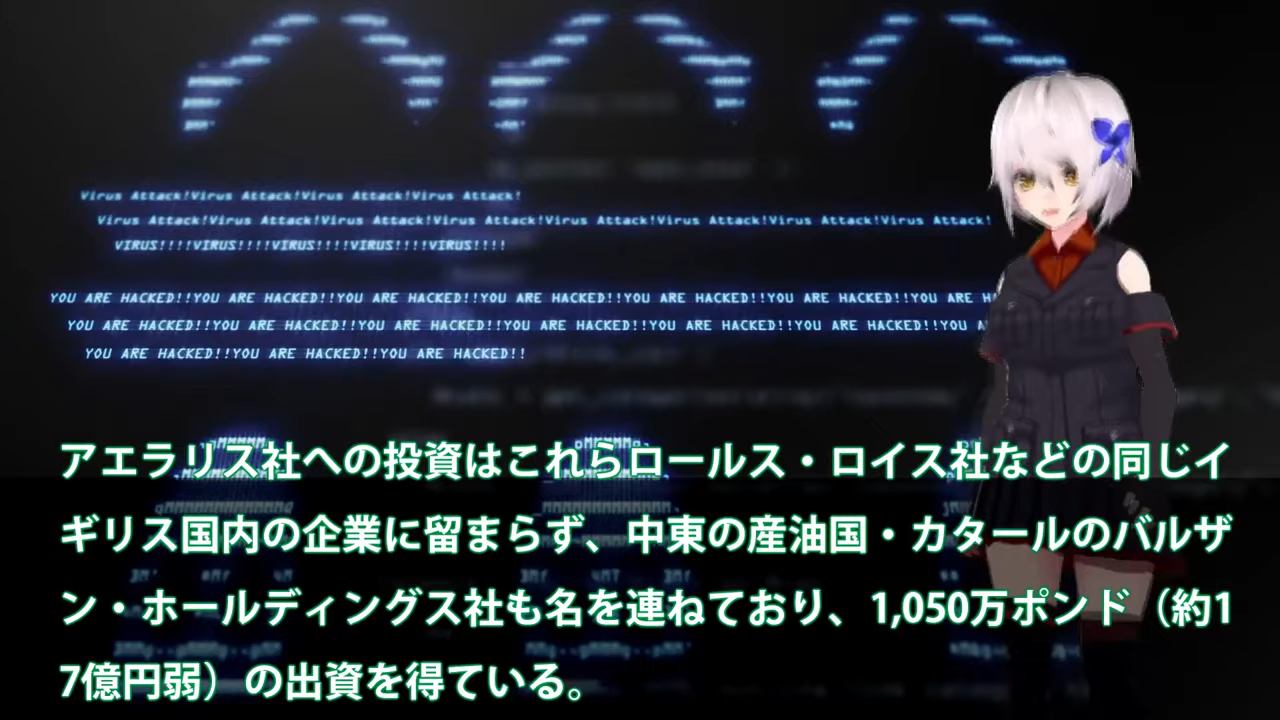 Virus Attack!Virus Attack!Virus Attack!Virus Attack!
Virus Attack!Virus Attack!Virus Attack!Virus Attack!Virus Attack!Virus Attack!Virus Attack!Virus Attack!
VIRUS!!!!VIRUS!!!!VIRUS!!!!VIRUS!!!!VIRUS!!!!
YOU ARE HACKED!!YOU ARE HACKED!!YOU ARE HACKED!!YOU ARE HACKED!!YOU ARE HACKED!!YOU ARE HACKED!!YOU ARE
YOU ARE HACKED!!YOU ARE HACKED!!YOU ARE HACKED!!YOU ARE HACKED!!YOU ARE HACKED!!YOU ARE HACKED!!YOU
YOU ARE HACKED!!YOU ARE HACKED!!YOU ARE HACKED!!
アエラリス社への投資はこれらロールス・ロイス社などの同じイ
ギリス国内の企業に留まらず、中東の産油国・カタールのバルザ
ン・ホールディングス社も名を連ねており、1,050万ポンド（約1
7億円弱）の出資を得ている。